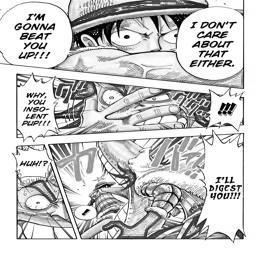 I'M
GONNA
BEAT
YOU
UP!!!
I DON'T
CARE
ABOUT
THAT
EITHER.
WHY,
YOU
INSO-
LENT
PUP!!!
!!!
HUH!?
I'LL
DIGEST
YOU!!!